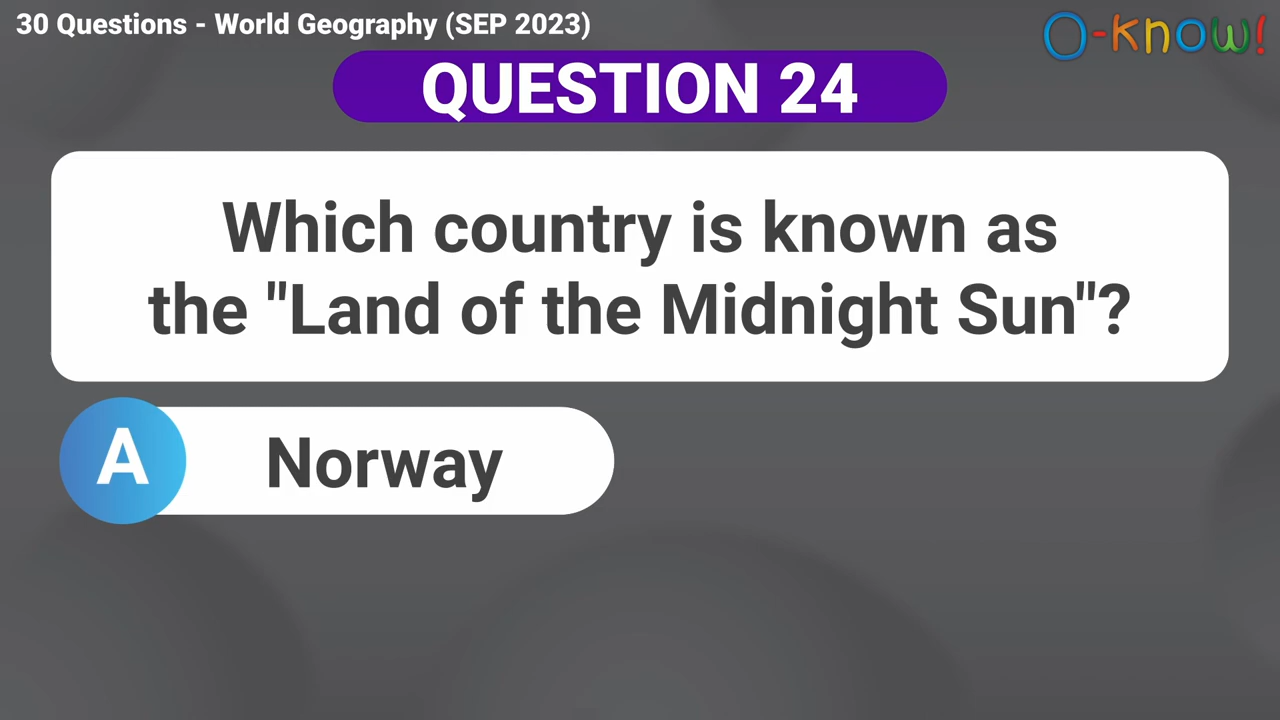 30 Questions - World Geography (SEP 2023)
O-know!
QUESTION 24
Which country is known as
the "Land of the Midnight Sun"?
A Norway